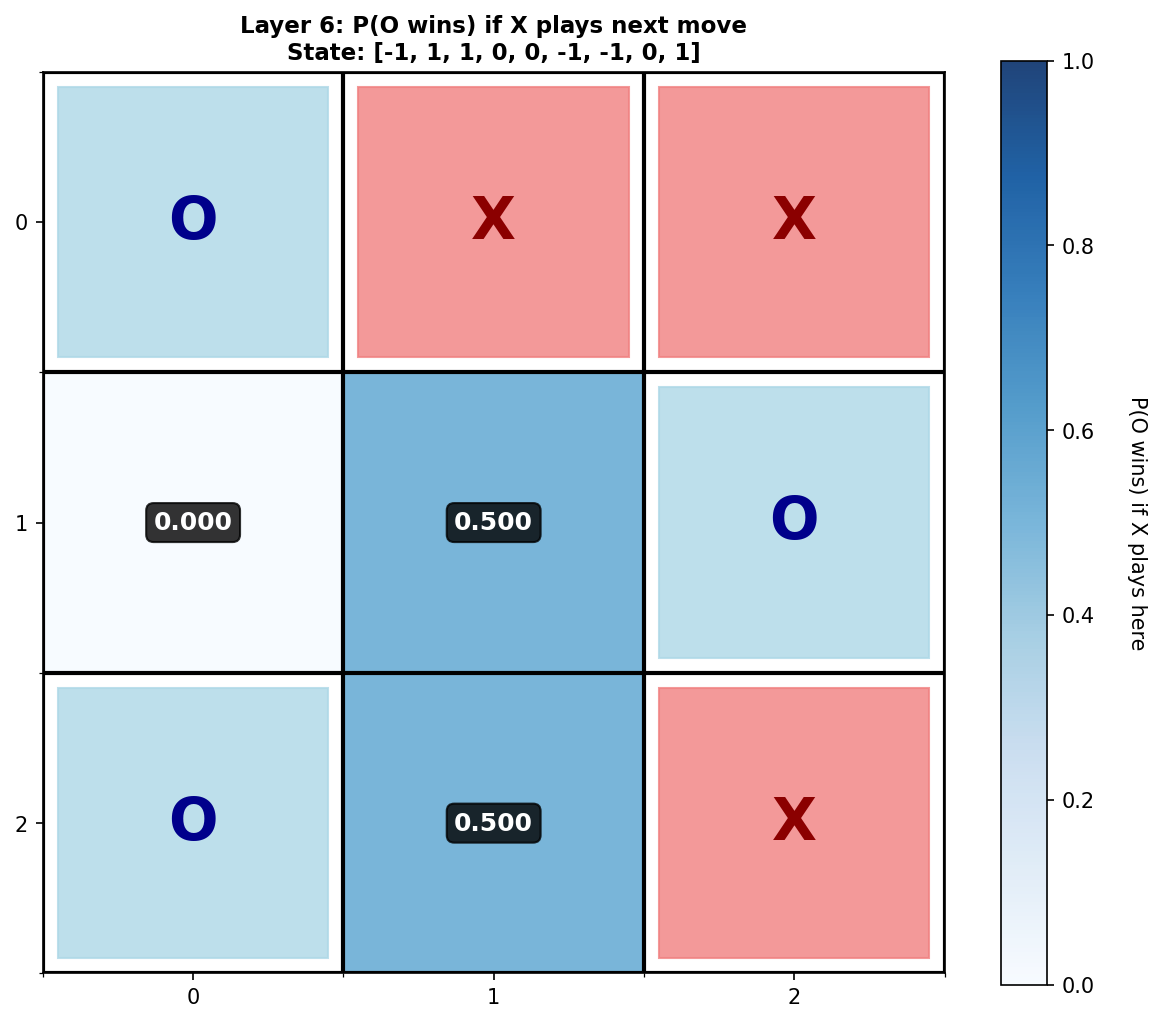 Layer 6: P(O wins) if X plays next move
State: [-1, 1, 1, 0, 0, -1, -1, 0, 1]
0
O
X
X
1
0.000
0.500
O
2
O
0.500
X
0
1
2
1.0
0.8
0.6
0.4
0.2
0.0
P(O wins) if X plays here